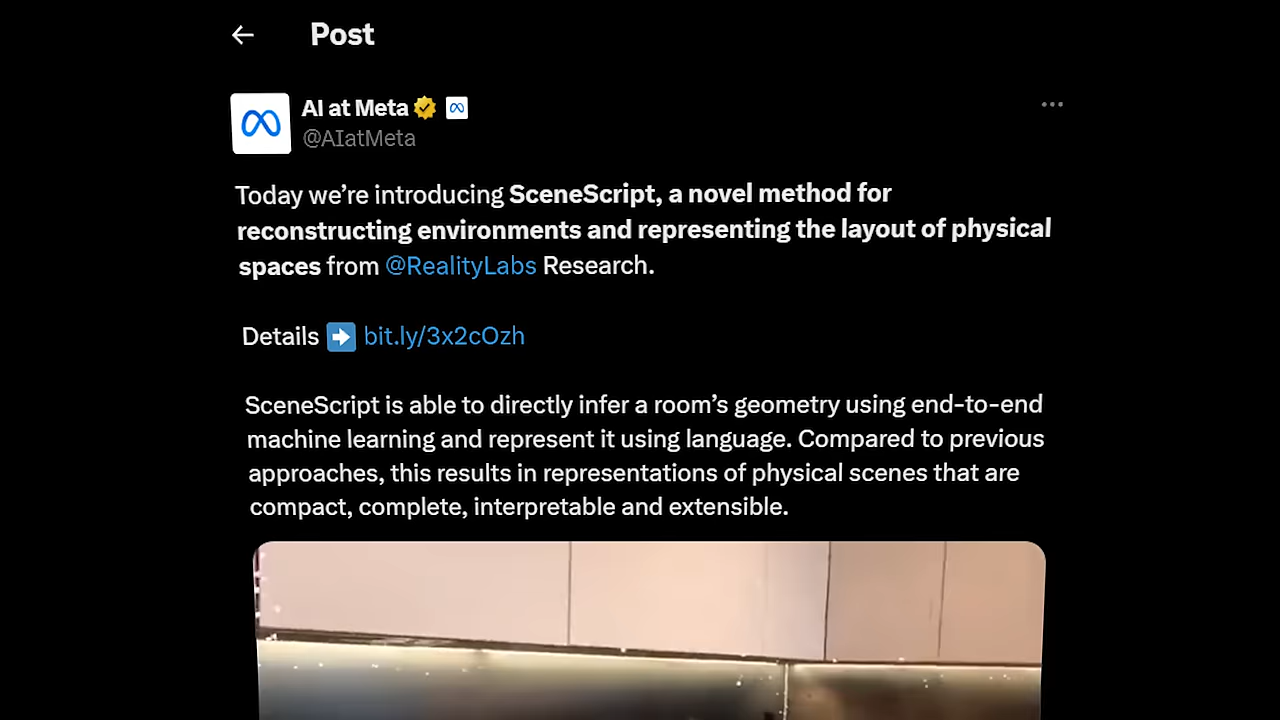 Post
AI at Meta
@AIatMeta
Today we're introducing SceneScript, a novel method for
reconstructing environments and representing the layout of physical
spaces from @RealityLabs Research.
Details ➡️ bit.ly/3x2cOzh
SceneScript is able to directly infer a room's geometry using end-to-end
machine learning and represent it using language. Compared to previous
approaches, this results in representations of physical scenes that are
compact, complete, interpretable and extensible.